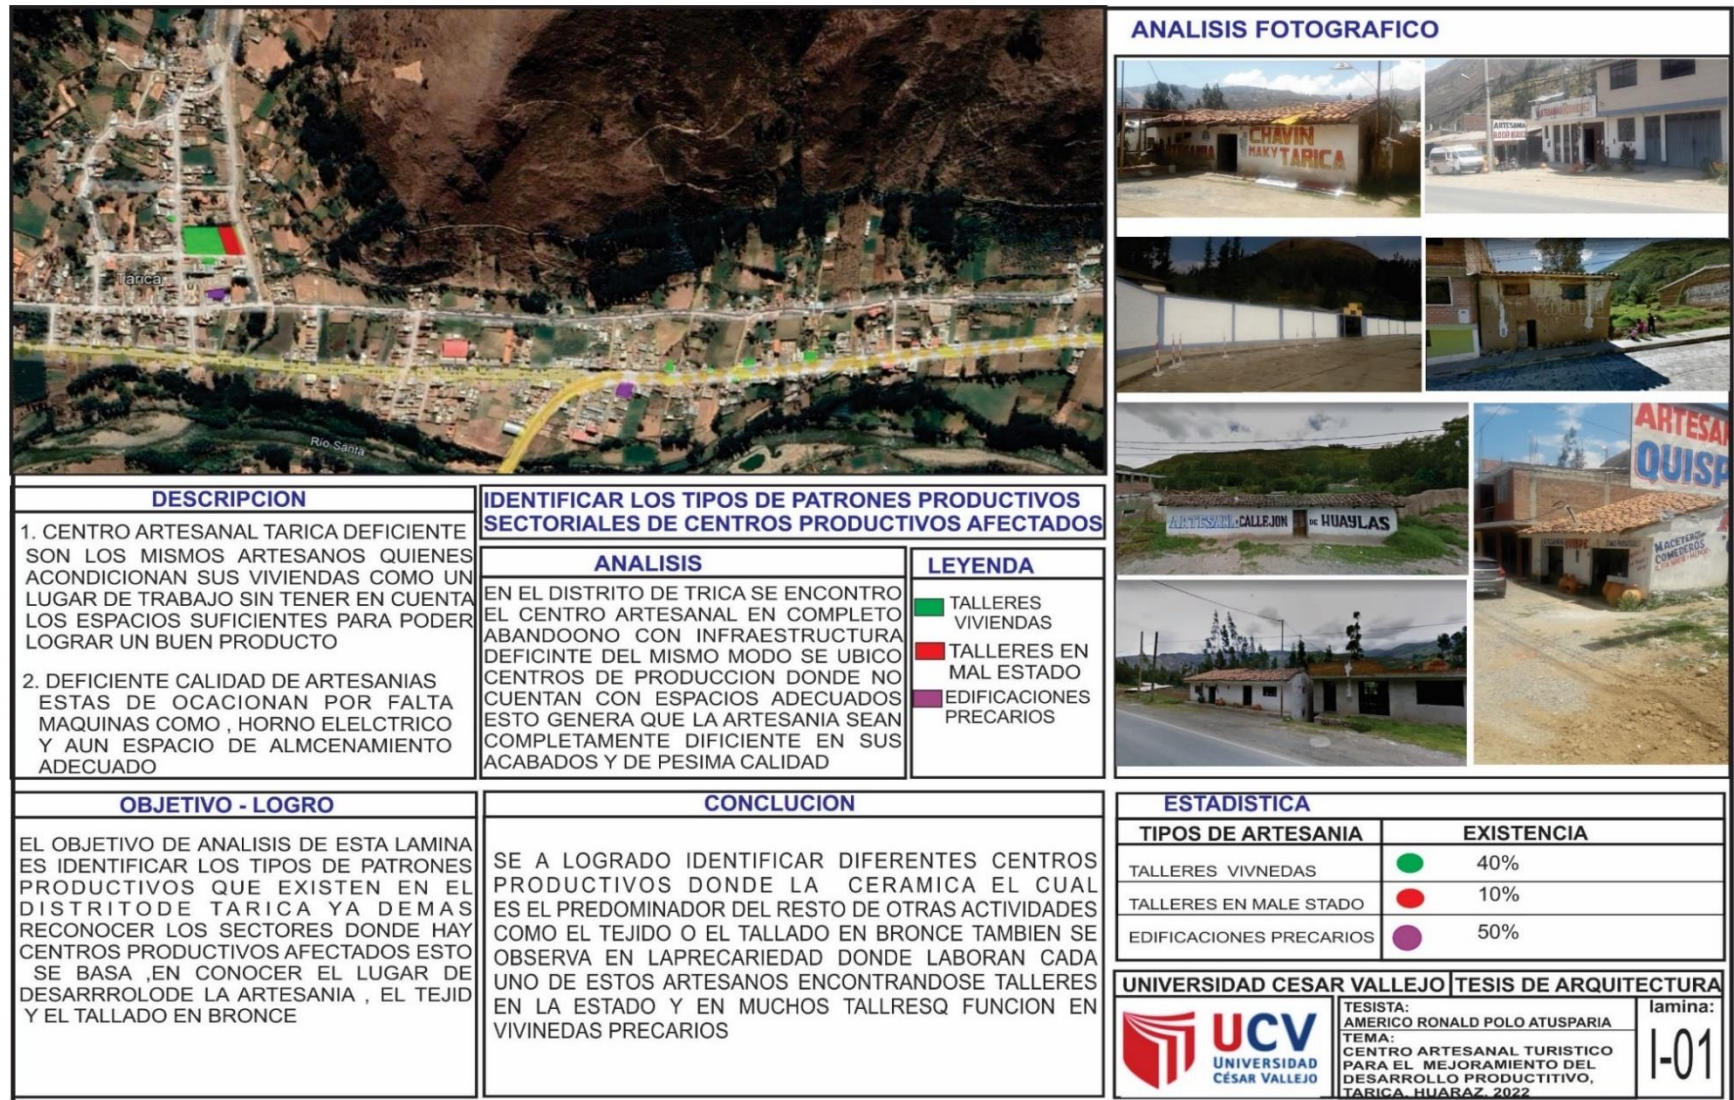 Tarica
Río Santa
ANALISIS FOTOGRAFICO
CHAVIN
MAKY TARICA
ARTESANIA
RODRIGUEZ
ARTESANI
CALLEJON DE HUAYLAS
ARTESA
QUISP
MACETEROS
COMEDEROS
DESCRIPCION
1. CENTRO ARTESANAL TARICA DEFICIENTE
SON LOS MISMOS ARTESANOS QUIENES
ACONDICIONAN SUS VIVIENDAS COMO UN
LUGAR DE TRABAJO SIN TENER EN CUENTA
LOS ESPACIOS SUFICIENTES PARA PODER
LOGRAR UN BUEN PRODUCTO
2. DEFICIENTE CALIDAD DE ARTESANIAS
ESTAS DE OCACIONAN POR FALTA
MAQUINAS COMO , HORNO ELELCTRICO
Y AUN ESPACIO DE ALMCENAMIENTO
ADECUADO
IDENTIFICAR LOS TIPOS DE PATRONES PRODUCTIVOS
SECTORIALES DE CENTROS PRODUCTIVOS AFECTADOS
ANALISIS
EN EL DISTRITO DE TRICA SE ENCONTRO
EL CENTRO ARTESANAL EN COMPLETO
ABANDOONO CON INFRAESTRUCTURA
DEFICINTE DEL MISMO MODO SE UBICO
CENTROS DE PRODUCCION DONDE NO
CUENTAN CON ESPACIOS ADECUADOS
ESTO GENERA QUE LA ARTESANIA SEAN
COMPLETAMENTE DIFICIENTE EN SUS
ACABADOS Y DE PESIMA CALIDAD
LEYENDA
TALLERES
VIVIENDAS
TALLERES EN
MAL ESTADO
EDIFICACIONES
PRECARIOS
OBJETIVO - LOGRO
EL OBJETIVO DE ANALISIS DE ESTA LAMINA
ES IDENTIFICAR LOS TIPOS DE PATRONES
PRODUCTIVOS QUE EXISTEN EN EL
DISTRITODE TARICA YA DEMAS
RECONOCER LOS SECTORES DONDE HAY
CENTROS PRODUCTIVOS AFECTADOS ESTO
SE BASA ,EN CONOCER EL LUGAR DE
DESARRROLODE LA ARTESANIA , EL TEJID
Y EL TALLADO EN BRONCE
CONCLUCION
SE A LOGRADO IDENTIFICAR DIFERENTES CENTROS
PRODUCTIVOS DONDE LA CERAMICA EL CUAL
ES EL PREDOMINADOR DEL RESTO DE OTRAS ACTIVIDADES
COMO EL TEJIDO O EL TALLADO EN BRONCE TAMBIEN SE
OBSERVA EN LAPRECARIEDAD DONDE LABORAN CADA
UNO DE ESTOS ARTESANOS ENCONTRANDOSE TALLERES
EN LA ESTADO Y EN MUCHOS TALLRESQ FUNCION EN
VIVINEDAS PRECARIOS
ESTADISTICA
TIPOS DE ARTESANIA EXISTENCIA
TALLERES VIVNEDAS 40%
TALLERES EN MALE STADO 10%
EDIFICACIONES PRECARIOS 50%
UNIVERSIDAD CESAR VALLEJO TESIS DE ARQUITECTURA
UCV
UNIVERSIDAD
CÉSAR VALLEJO
TESISTA:
AMERICO RONALD POLO ATUSPARIA
TEMA:
CENTRO ARTESANAL TURISTICO
PARA EL MEJORAMIENTO DEL
DESARROLLO PRODUCTITIVO,
TARICA, HUARAZ, 2022
lamina:
I-01